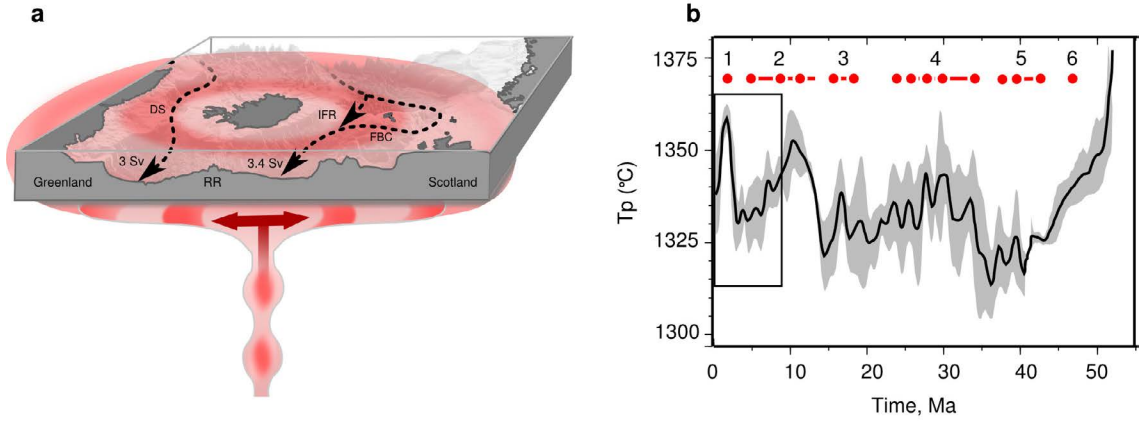 a
DS
IFR
FBC
3 Sv
3.4 Sv
Greenland
RR
Scotland
b
1375
1350
1325
1300
Tp (°C)
1 2 3 4 5 6
0 10 20 30 40 50
Time, Ma